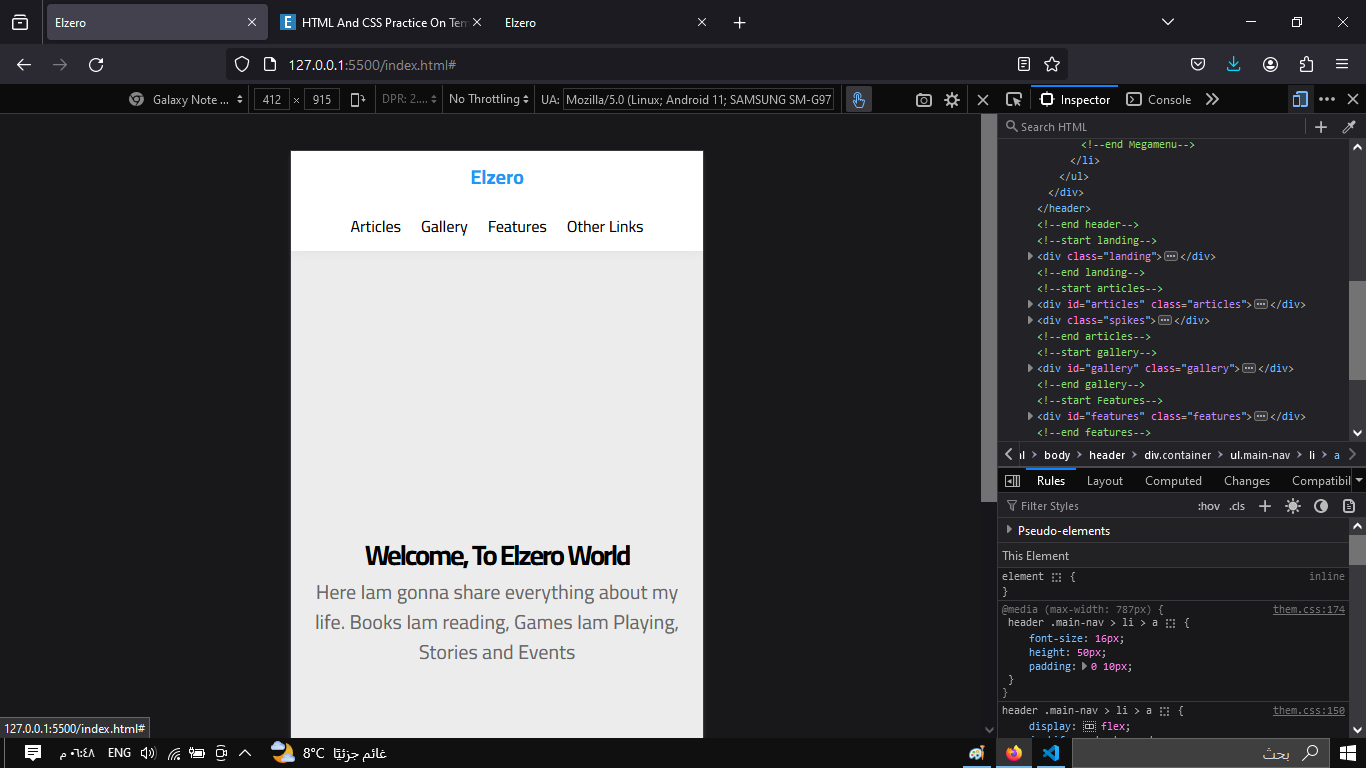 Elzero
HTML And CSS Practice On Tem
Elzero
127.0.0.1:5500/index.html#
Galaxy Note ...
412 × 915
DPR: 2....
No Throttling
UA: Mozilla/5.0 (Linux; Android 11; SAMSUNG SM-G97
Inspector
Console
Search HTML
Elzero
Articles Gallery Features Other Links
Welcome, To Elzero World
Here Iam gonna share everything about my
life. Books Iam reading, Games Iam Playing,
Stories and Events
<!--end Megamenu-->
</li>
</ul>
</div>
</header>
<!--end header-->
<!--start landing-->
<div class="landing"></div>
<!--end landing-->
<!--start articles-->
<div id="articles" class="articles"></div>
<div class="spikes"></div>
<!--end articles-->
<!--start gallery-->
<div id="gallery" class="gallery"></div>
<!--end gallery-->
<!--start Features-->
<div id="features" class="features"></div>
<!--end features-->
body header div.container ul.main-nav li a
Rules Layout Computed Changes Compatibil
Filter Styles :hov .cls
Pseudo-elements
This Element
element { inline
}
@media (max-width: 787px) { them.css:174
header .main-nav > li > a {
font-size: 16px;
height: 50px;
padding: 0 10px;
}
}
header .main-nav > li > a { them.css:150
display: flex;
127.0.0.1:5500/index.html#
٠٦:٤٨ م
ENG
8°C غائم جزئيًا
بحث